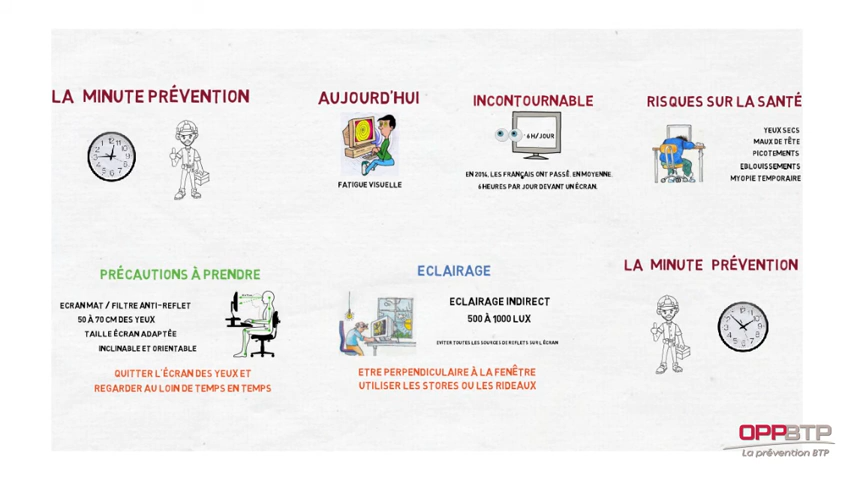 LA MINUTE PRÉVENTION
AUJOURD'HUI
FATIGUE VISUELLE
INCONTOURNABLE
6H/JOUR
EN 2014, LES FRANÇAIS ONT PASSÉ, EN MOYENNE,
6 HEURES PAR JOUR DEVANT UN ÉCRAN.
RISQUES SUR LA SANTÉ
YEUX SECS
MAUX DE TÊTE
PICOTEMENTS
EBLOUISSEMENTS
MYOPIE TEMPORAIRE
PRÉCAUTIONS À PRENDRE
ECRAN MAT / FILTRE ANTI-REFLET
50 À 70 CM DES YEUX
TAILLE ÉCRAN ADAPTÉE
INCLINABLE ET ORIENTABLE
QUITTER L'ÉCRAN DES YEUX ET
REGARDER AU LOIN DE TEMPS EN TEMPS
ECLAIRAGE
ECLAIRAGE INDIRECT
500 À 1000 LUX
EVITER TOUTES LES SOURCES DE REFLETS SUR L'ÉCRAN
ETRE PERPENDICULAIRE À LA FENÊTRE
UTILISER LES STORES OU LES RIDEAUX
LA MINUTE PRÉVENTION
OPPBTP
La prévention BTP